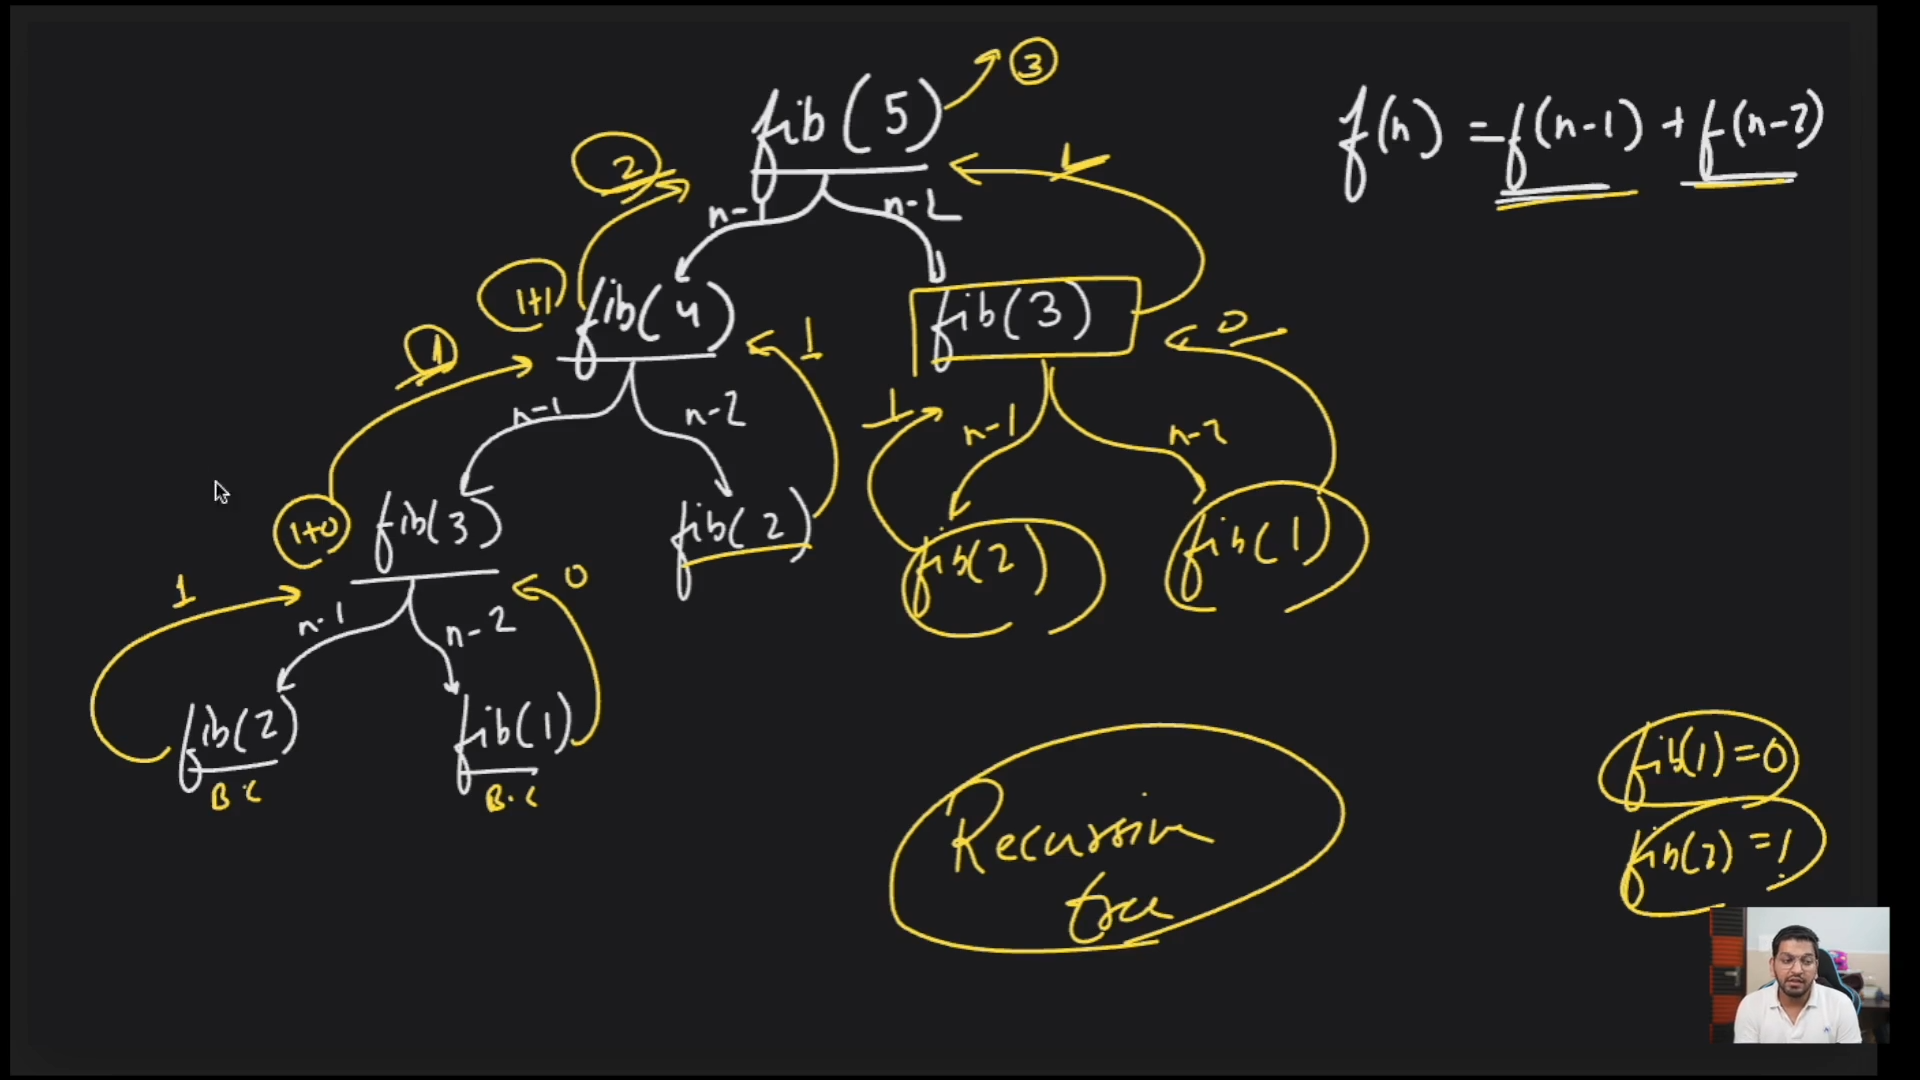 3
fib(5)
f(n) = f(n-1) + f(n-2)
2
1
n-1
n-2
1+1
fib(4)
fib(3)
1
1
0
n-1
n-2
1
n-1
n-2
1+0
fib(3)
fib(2)
fib(2)
fib(1)
1
0
n-1
n-2
fib(2)
fib(1)
B.C
B.C
Recursive
tree
fib(1)=0
fib(2)=1